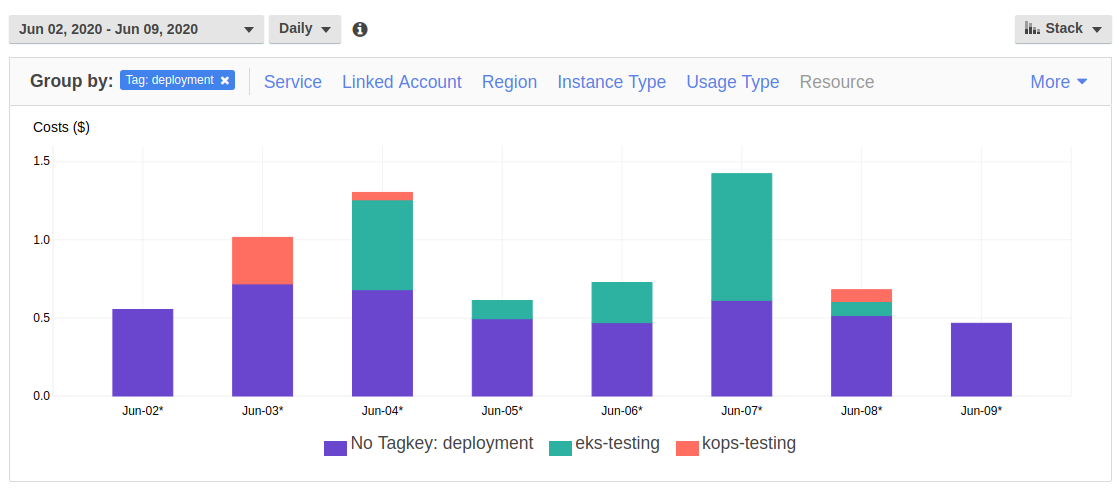 Jun 02, 2020 - Jun 09, 2020 Daily Stack
Group by: Tag: deployment Service Linked Account Region Instance Type Usage Type Resource More
Costs ($)
1.5
1.0
0.5
0.0
Jun-02* Jun-03* Jun-04* Jun-05* Jun-06* Jun-07* Jun-08* Jun-09*
No Tagkey: deployment eks-testing kops-testing